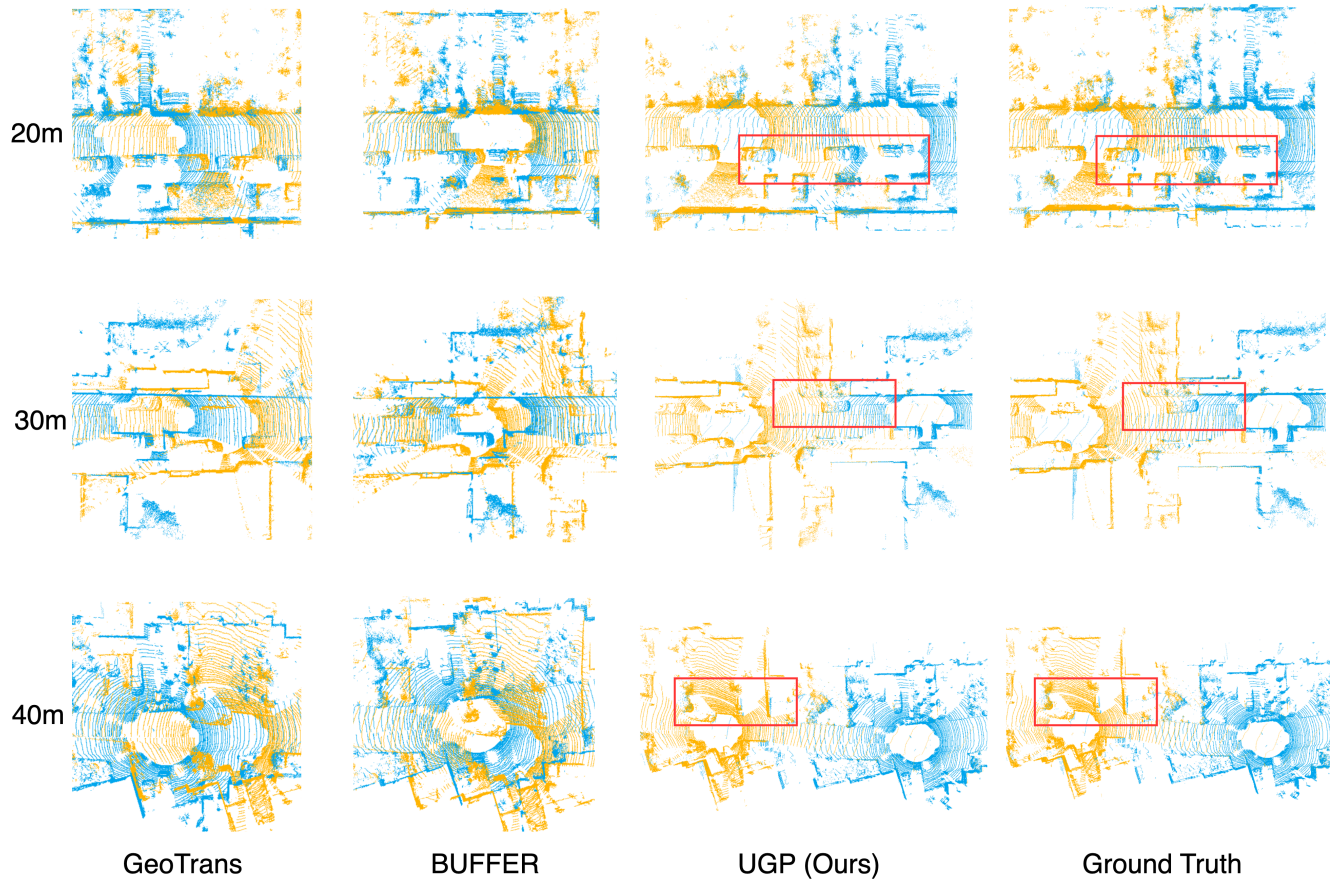 20m
30m
40m
GeoTrans
BUFFER
UGP (Ours)
Ground Truth